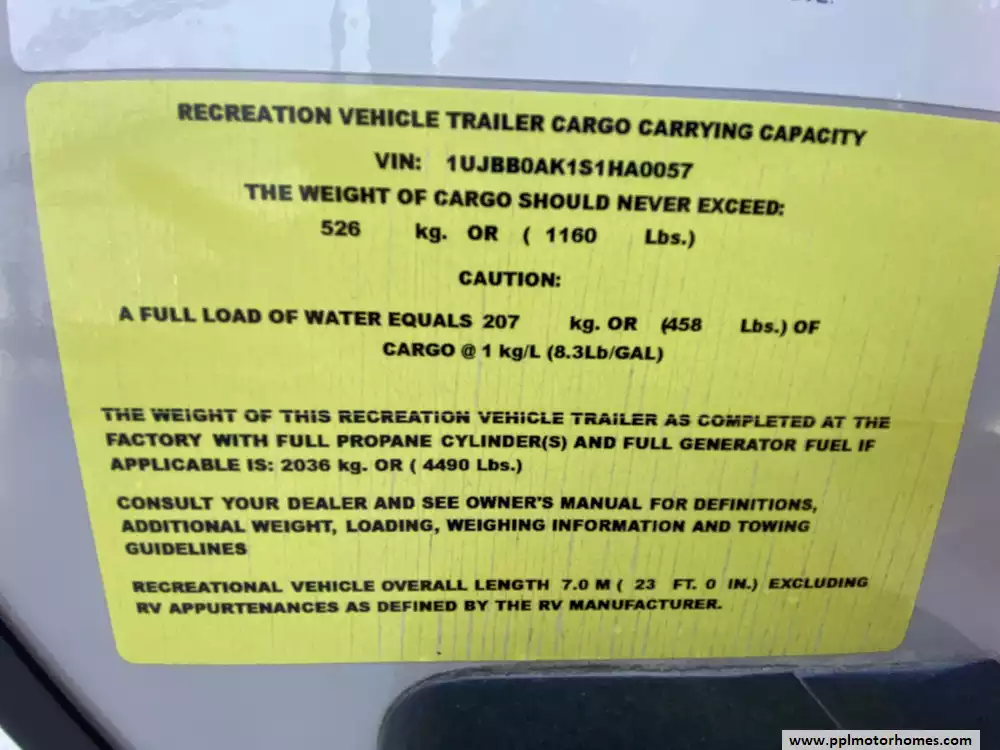 RECREATION VEHICLE TRAILER CARGO CARRYING CAPACITY
VIN: 1UJBB0AK1S1HA0057
THE WEIGHT OF CARGO SHOULD NEVER EXCEED:
526 kg. OR ( 1160 Lbs.)
CAUTION:
A FULL LOAD OF WATER EQUALS 207 kg. OR (458 Lbs.) OF
CARGO @ 1 kg/L (8.3Lb/GAL)
THE WEIGHT OF THIS RECREATION VEHICLE TRAILER AS COMPLETED AT THE
FACTORY WITH FULL PROPANE CYLINDER(S) AND FULL GENERATOR FUEL IF
APPLICABLE IS: 2036 kg. OR ( 4490 Lbs.)
CONSULT YOUR DEALER AND SEE OWNER'S MANUAL FOR DEFINITIONS,
ADDITIONAL WEIGHT, LOADING, WEIGHING INFORMATION AND TOWING
GUIDELINES
RECREATIONAL VEHICLE OVERALL LENGTH 7.0 M ( 23 FT. 0 IN.) EXCLUDING
RV APPURTENANCES AS DEFINED BY THE RV MANUFACTURER.
www.pplmotorhomes.com